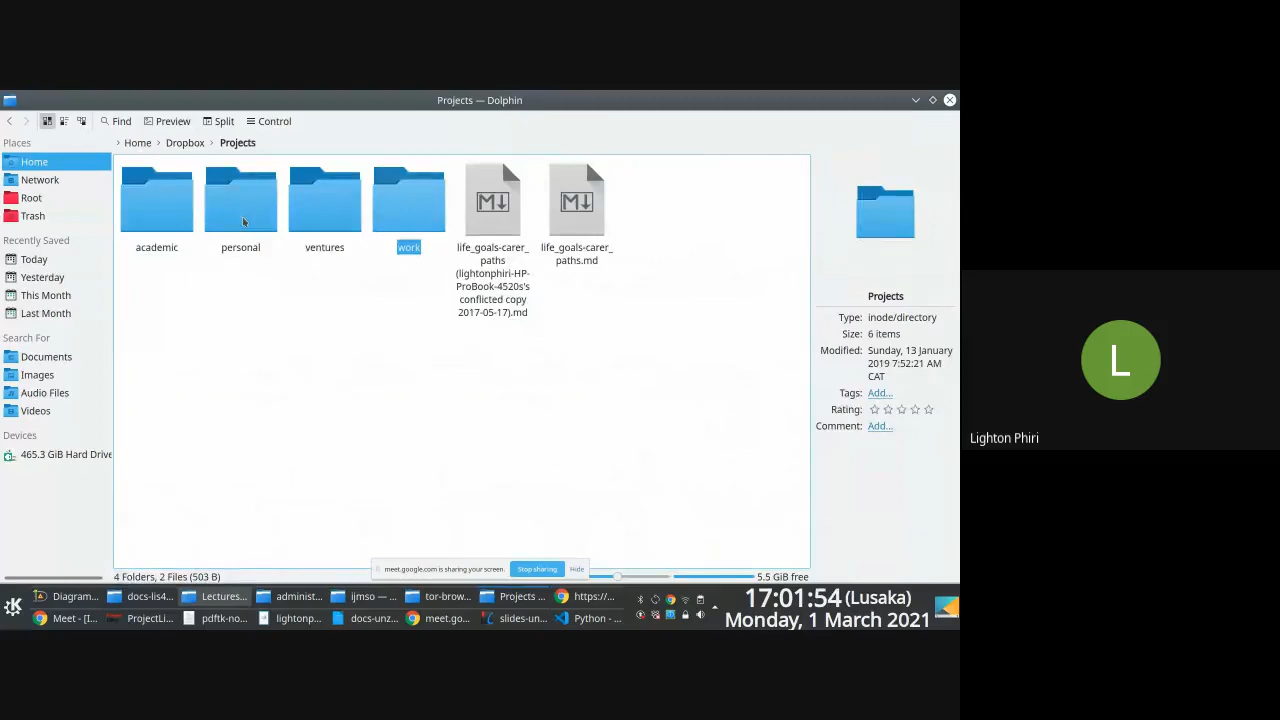 Projects — Dolphin
Find
Preview
Split
Control
Places
Home
Network
Root
Trash
Recently Saved
Today
Yesterday
This Month
Last Month
Search For
Documents
Images
Audio Files
Videos
Devices
465.3 GiB Hard Drive
Home > Dropbox > Projects
academic
personal
ventures
work
life_goals-carer_
paths
(lightonphiri-HP-
ProBook-4520s's
conflicted copy
2017-05-17).md
life_goals-carer_
paths.md
Projects
Type: inode/directory
Size: 6 items
Modified: Sunday, 13 January
2019 7:52:21 AM
CAT
Tags: Add...
Rating:
Comment: Add...
4 Folders, 2 Files (503 B)
meet.google.com is sharing your screen.
Stop sharing
Hide
5.5 GiB free
Diagram...
docs-lis4...
Lectures...
administ...
ijmso — ...
tor-brow...
Projects ...
https://...
Meet - [I...
ProjectLi...
pdftk-no...
lightonp...
docs-unz...
meet.go...
slides-un...
Python - ...
17:01:54 (Lusaka)
Monday, 1 March 2021
L
Lighton Phiri